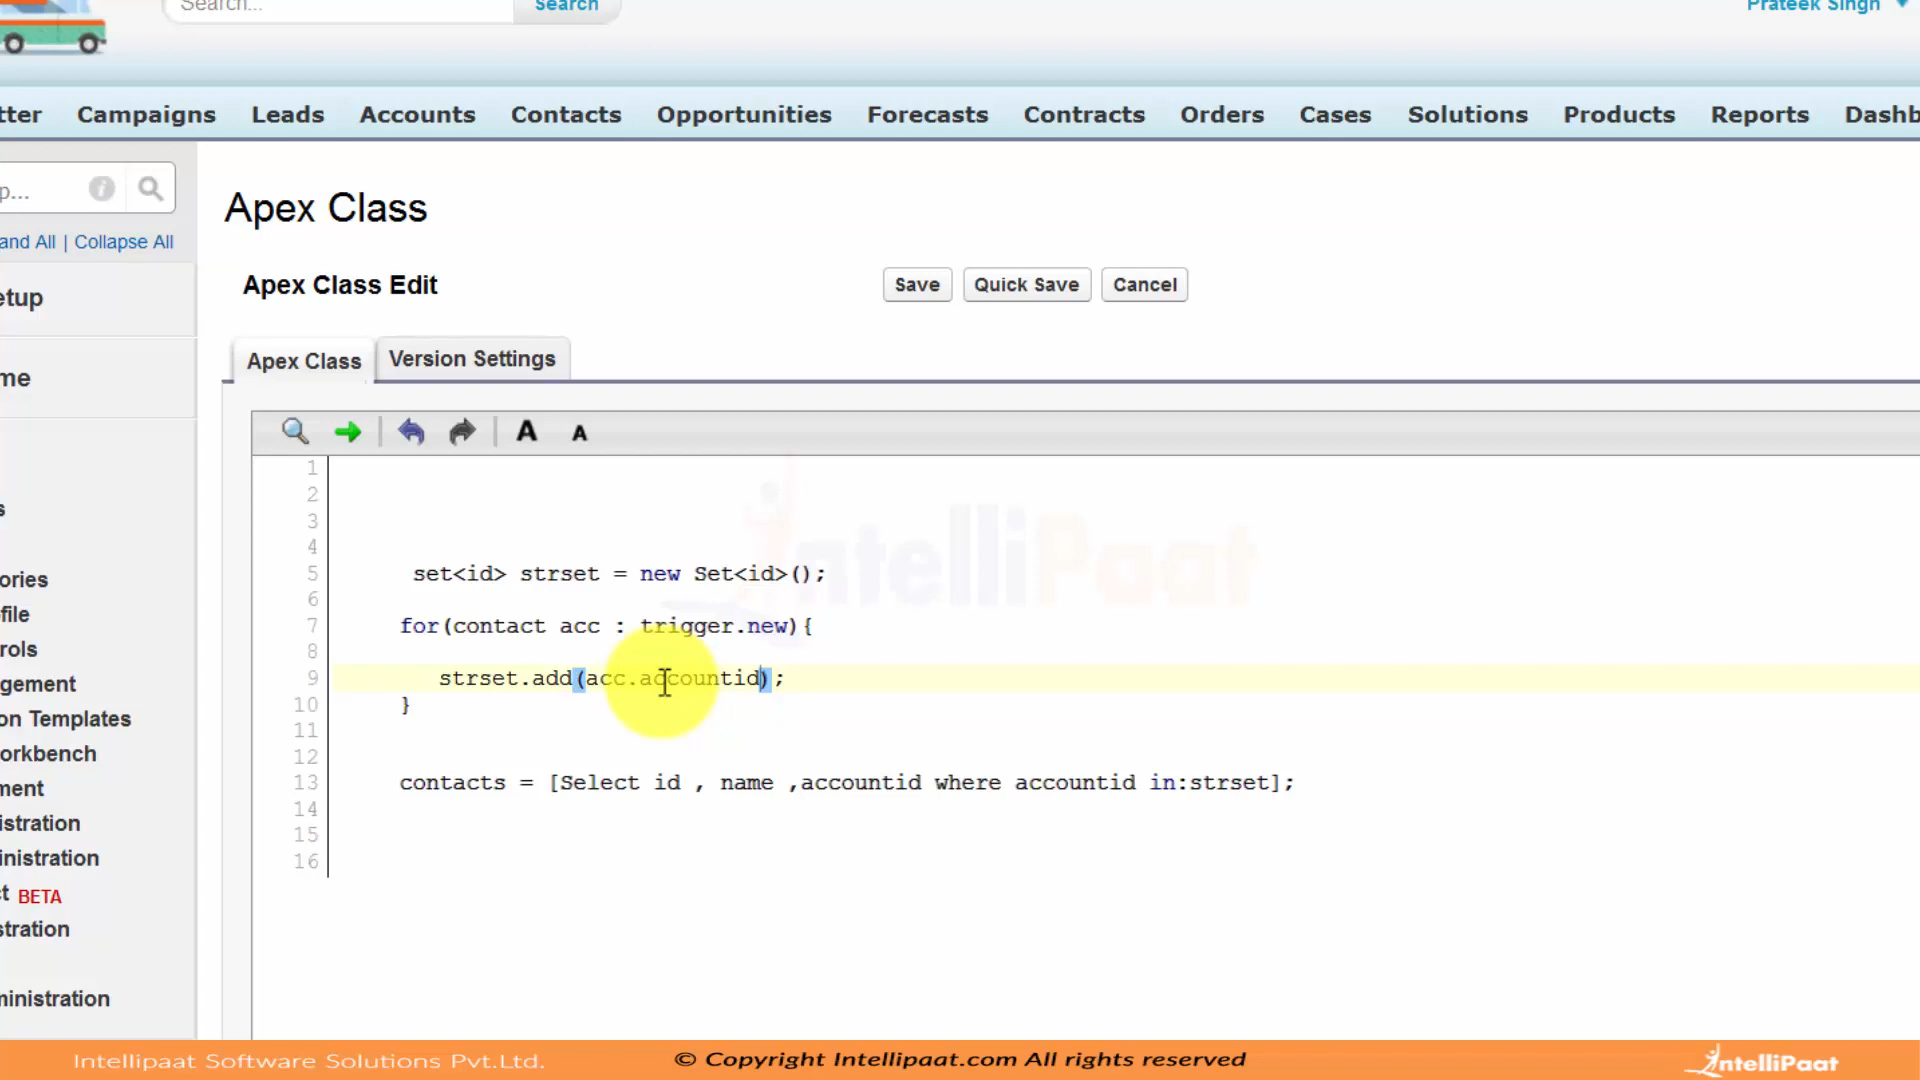 Search...
Search
Prateek Singh
tter Campaigns Leads Accounts Contacts Opportunities Forecasts Contracts Orders Cases Solutions Products Reports Dashb
p...
and All | Collapse All
etup
me
s
ories
file
rols
gement
on Templates
orkbench
ment
istration
inistration
t BETA
stration
ministration
Apex Class
Apex Class Edit
Save Quick Save Cancel
Apex Class Version Settings
A A
1
2
3
4
5 set<id> strset = new Set<id>();
6
7 for(contact acc : trigger.new){
8
9 strset.add(acc.accountid);
10 }
11
12
13 contacts = [Select id , name ,accountid where accountid in:strset];
14
15
16
IntelliPaat
Intellipaat Software Solutions Pvt.Ltd. © Copyright Intellipaat.com All rights reserved IntelliPaat